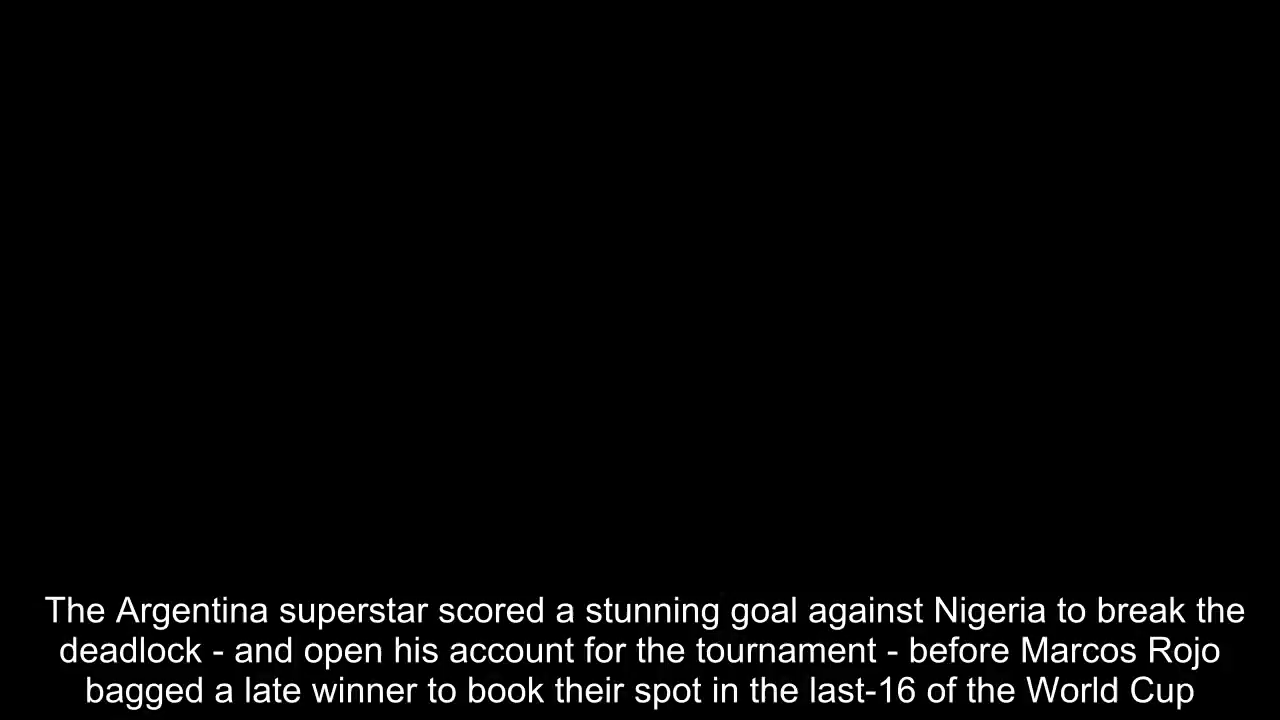 The Argentina superstar scored a stunning goal against Nigeria to break the
deadlock - and open his account for the tournament - before Marcos Rojo
bagged a late winner to book their spot in the last-16 of the World Cup